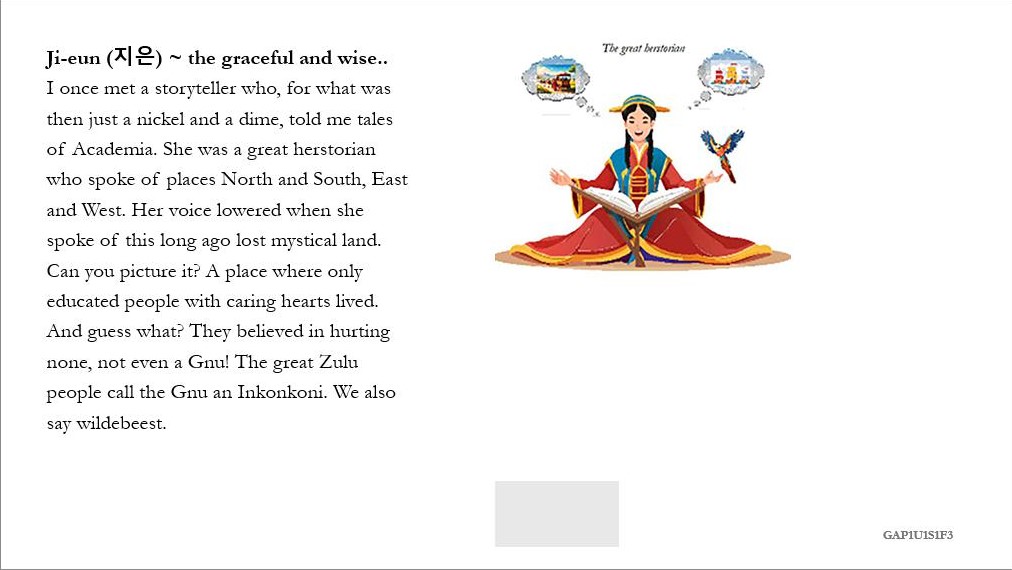 Ji-eun (지은) ~ the graceful and wise..
I once met a storyteller who, for what was
then just a nickel and a dime, told me tales
of Academia. She was a great herstorian
who spoke of places North and South, East
and West. Her voice lowered when she
spoke of this long ago lost mystical land.
Can you picture it? A place where only
educated people with caring hearts lived.
And guess what? They believed in hurting
none, not even a Gnu! The great Zulu
people call the Gnu an Inkonkoni. We also
say wildebeest.
The great herstorian
GAP1U1S1F3